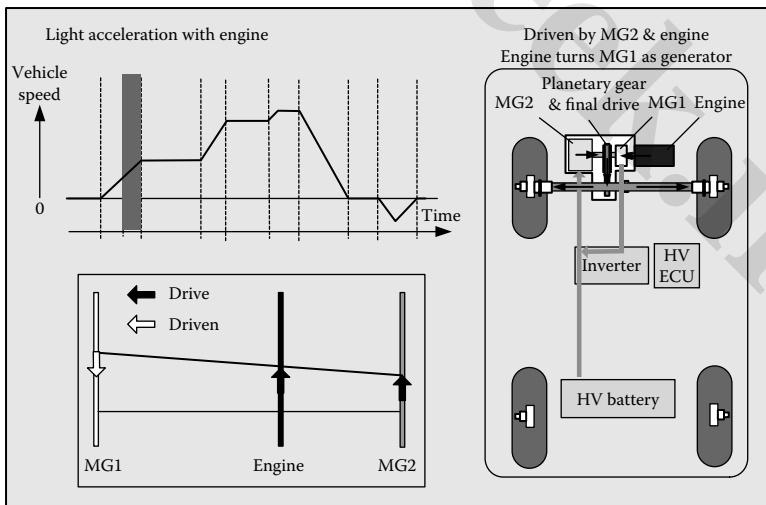 Light acceleration with engine
Vehicle
speed
0
Time
Drive
Driven
MG1
Engine
MG2
Driven by MG2 & engine
Engine turns MG1 as generator
Planetary gear
& final drive
MG2
MG1
Engine
Inverter
HV
ECU
HV battery